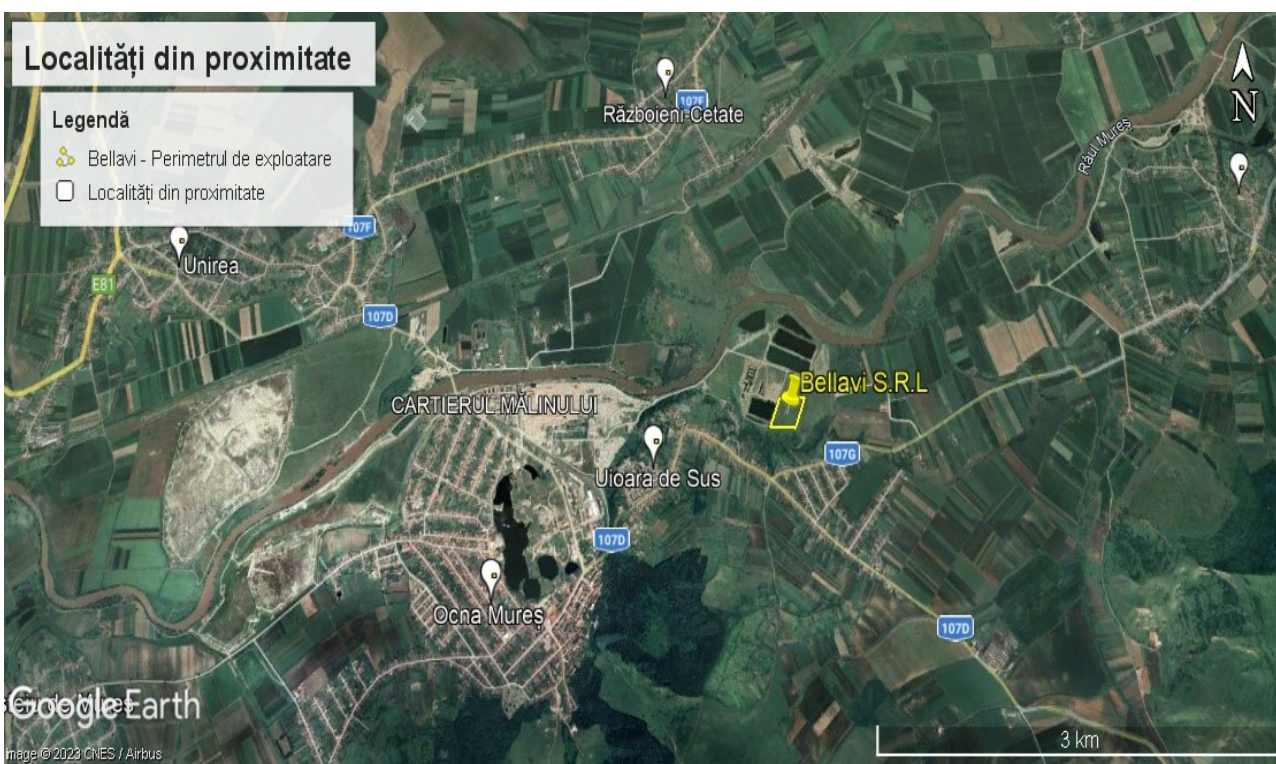 Localități din proximitate
Legendă
Bellavi - Perimetrul de exploatare
Localități din proximitate
N
Războieni-Cetate
107F
Râul Mureș
107F
Unirea
E81
107D
Bellavi S.R.L
CARTIERUL MĂLINULUI
107G
Uioara de Sus
107D
Ocna Mureș
107D
Google Earth
3 km
Image © 2023 CNES / Airbus